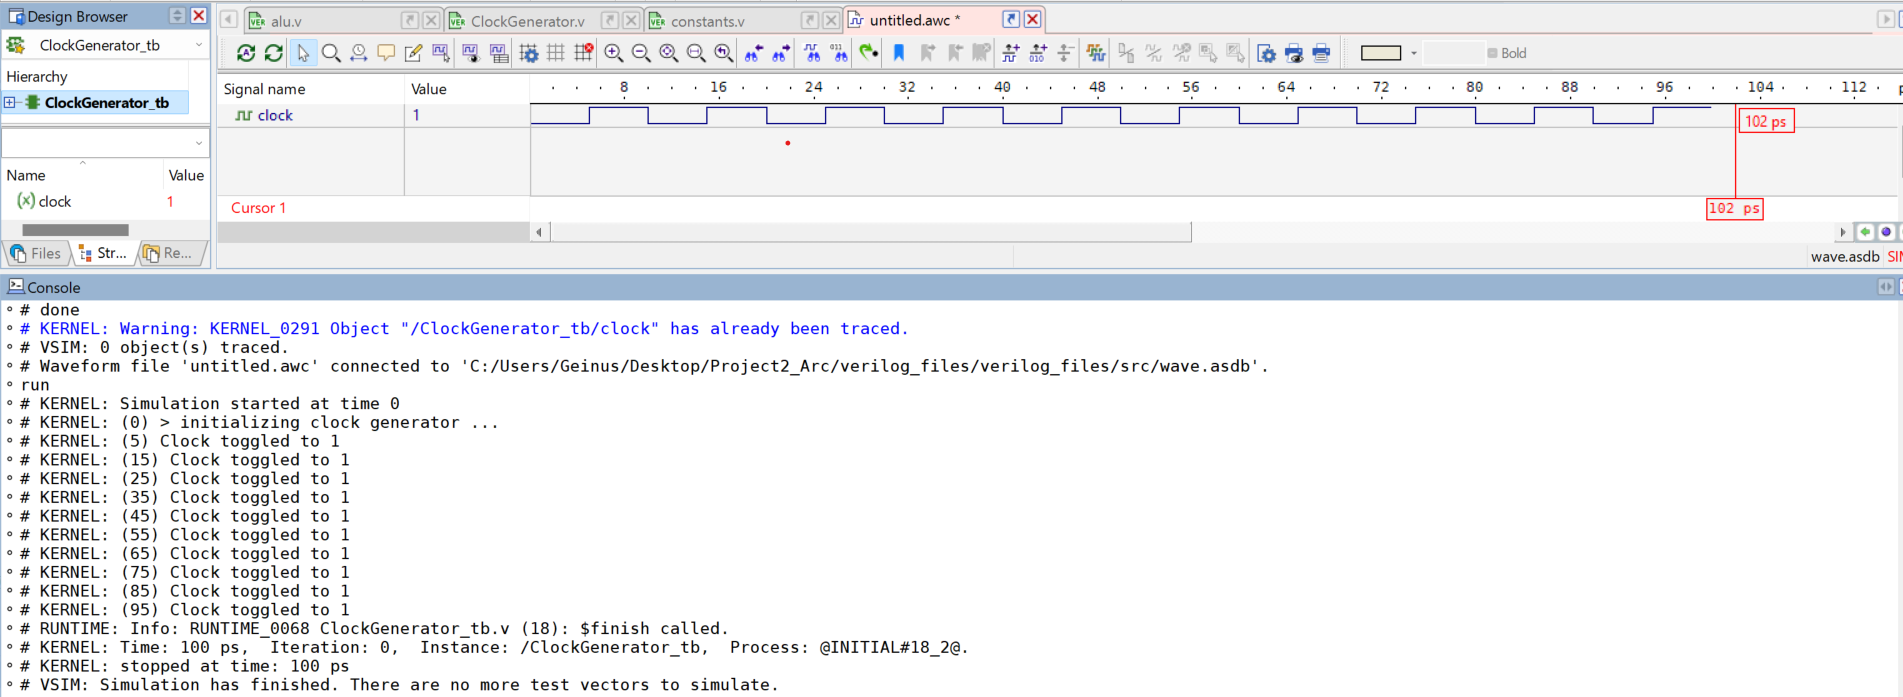 Design Browser
ClockGenerator_tb
Hierarchy
ClockGenerator_tb
Name Value
clock 1
Files Str... Re...
alu.v ClockGenerator.v constants.v untitled.awc *
Bold
Signal name Value 8 16 24 32 40 48 56 64 72 80 88 96 104 112
clock 1
102 ps
Cursor 1 102 ps
wave.asdb
Console
# done
# KERNEL: Warning: KERNEL_0291 Object "/ClockGenerator_tb/clock" has already been traced.
# VSIM: 0 object(s) traced.
# Waveform file 'untitled.awc' connected to 'C:/Users/Geinus/Desktop/Project2_Arc/verilog_files/verilog_files/src/wave.asdb'.
run
# KERNEL: Simulation started at time 0
# KERNEL: (0) > initializing clock generator ...
# KERNEL: (5) Clock toggled to 1
# KERNEL: (15) Clock toggled to 1
# KERNEL: (25) Clock toggled to 1
# KERNEL: (35) Clock toggled to 1
# KERNEL: (45) Clock toggled to 1
# KERNEL: (55) Clock toggled to 1
# KERNEL: (65) Clock toggled to 1
# KERNEL: (75) Clock toggled to 1
# KERNEL: (85) Clock toggled to 1
# KERNEL: (95) Clock toggled to 1
# RUNTIME: Info: RUNTIME_0068 ClockGenerator_tb.v (18): $finish called.
# KERNEL: Time: 100 ps,  Iteration: 0,  Instance: /ClockGenerator_tb,  Process: @INITIAL#18_2@.
# KERNEL: stopped at time: 100 ps
# VSIM: Simulation has finished. There are no more test vectors to simulate.